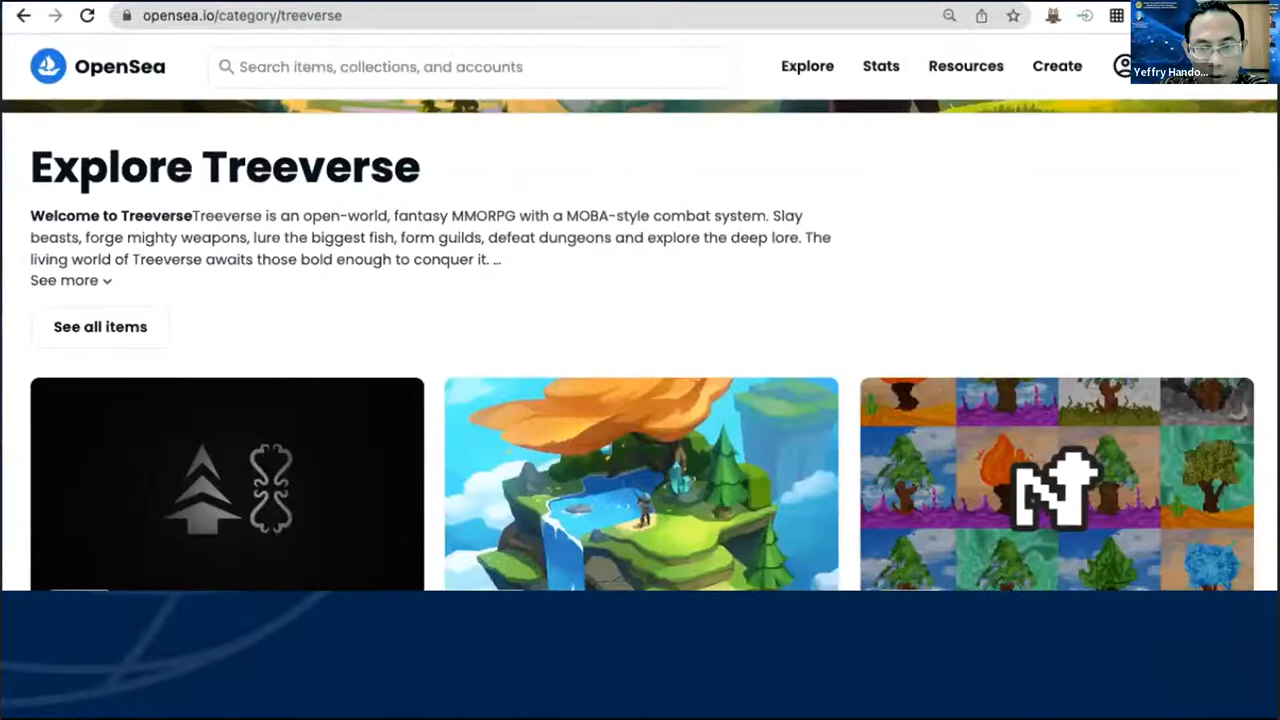 opensea.io/category/treeverse
OpenSea
Search items, collections, and accounts
Explore
Stats
Resources
Create
Yeffry Hando...
Explore Treeverse
Welcome to TreeverseTreeverse is an open-world, fantasy MMORPG with a MOBA-style combat system. Slay
beasts, forge mighty weapons, lure the biggest fish, form guilds, defeat dungeons and explore the deep lore. The
living world of Treeverse awaits those bold enough to conquer it. ...
See more
See all items
N